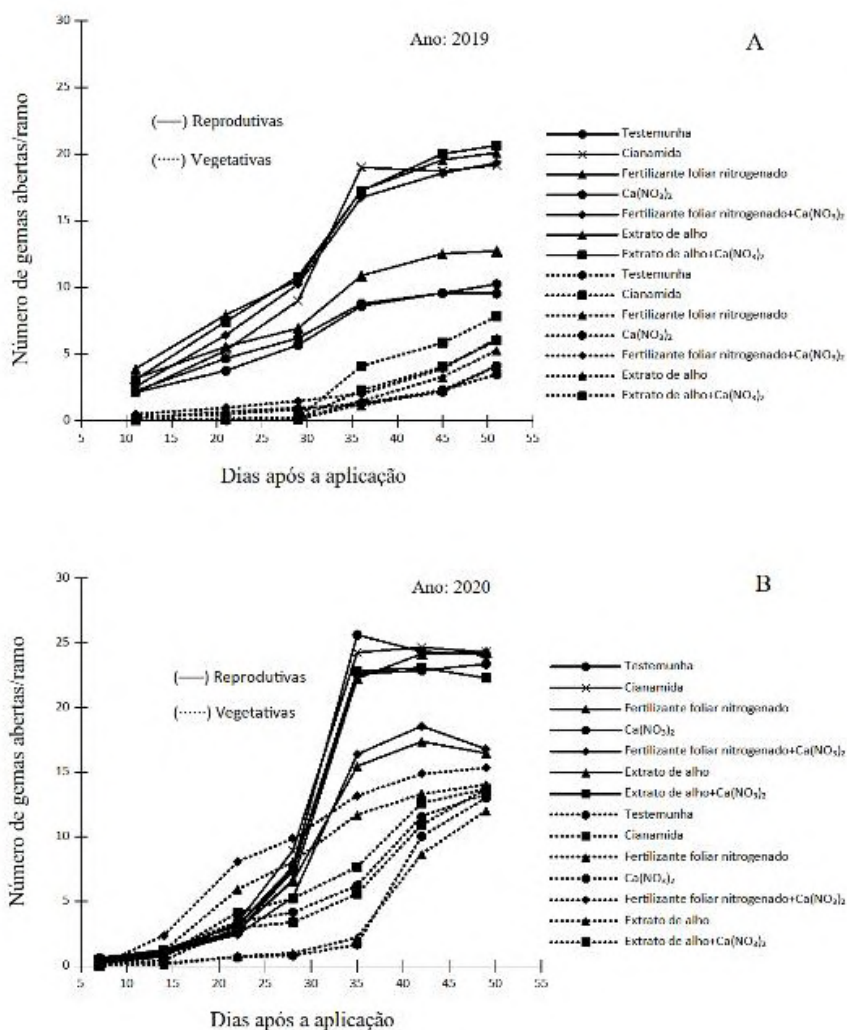 30
Ano: 2019
A
25
(—) Reprodutivas
(.....) Vegetativas
20
15
10
5
0
Número de gemas abertas/ramo
5 10 15 20 25 30 35 40 45 50 55
Dias após a aplicação
Testemunha
Cianamida
Fertilizante foliar nitrogenado
Ca(NO₃)₂
Fertilizante foliar nitrogenado+Ca(NO₃)₂
Extrato de alho
Extrato de alho+Ca(NO₃)₂
Testemunha
Cianamida
Fertilizante foliar nitrogenado
Ca(NO₃)₂
Fertilizante foliar nitrogenado+Ca(NO₃)₂
Extrato de alho
Extrato de alho+Ca(NO₃)₂
30
Ano: 2020
B
25
(—) Reprodutivas
(.....) Vegetativas
20
15
10
5
0
Número de gemas abertas/ramo
5 10 15 20 25 30 35 40 45 50 55
Dias após a aplicação
Testemunha
Cianamida
Fertilizante foliar nitrogenado
Ca(NO₃)₂
Fertilizante foliar nitrogenado+Ca(NO₃)₂
Extrato de alho
Extrato de alho+Ca(NO₃)₂
Testemunha
Cianamida
Fertilizante foliar nitrogenado
Ca(NO₃)₂
Fertilizante foliar nitrogenado+Ca(NO₃)₂
Extrato de alho
Extrato de alho+Ca(NO₃)₂